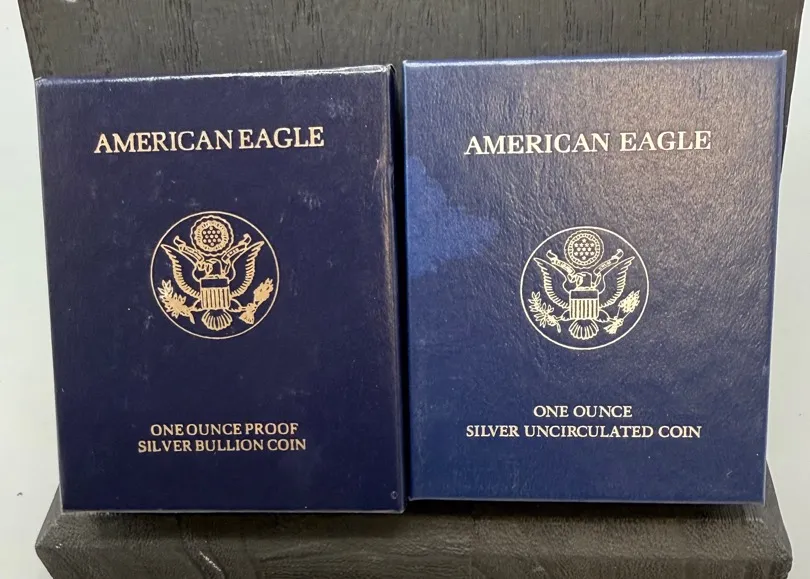 AMERICAN EAGLE
ONE OUNCE PROOF
SILVER BULLION COIN
AMERICAN EAGLE
ONE OUNCE
SILVER UNCIRCULATED COIN